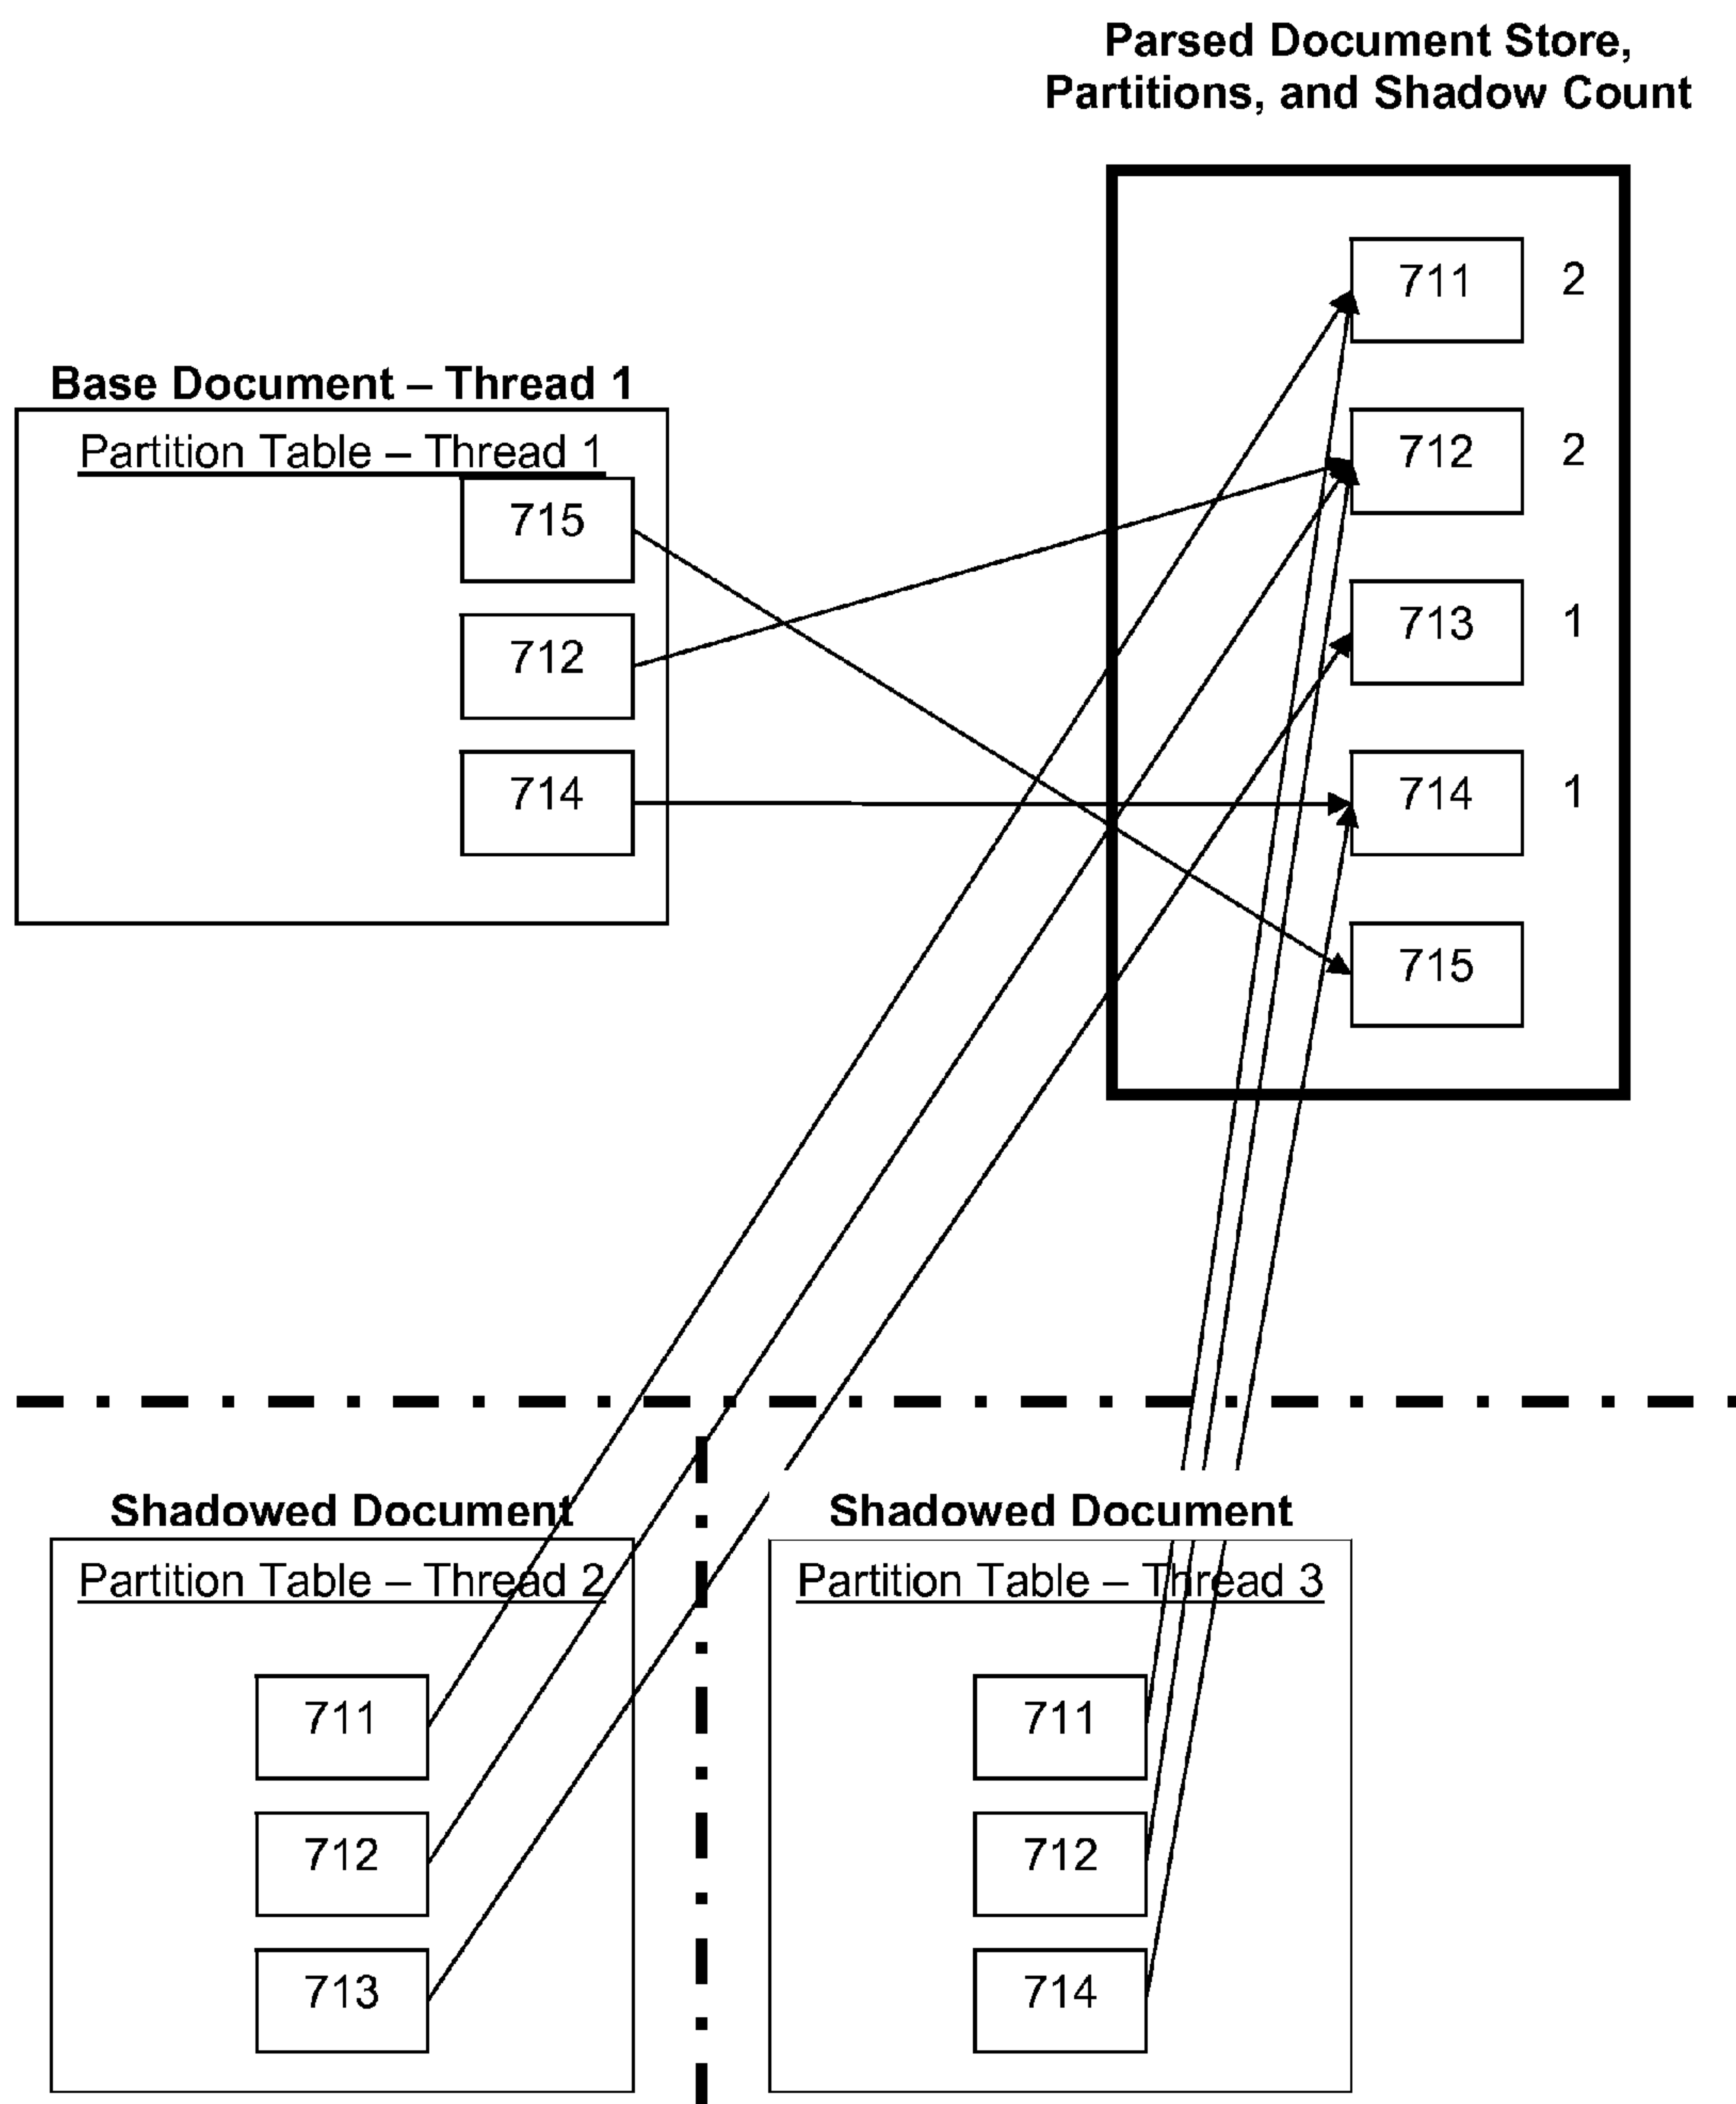 Parsed Document Store,
Partitions, and Shadow Count
711 2
712 2
713 1
714 1
715
Base Document – Thread 1
Partition Table – Thread 1
715
712
714
Shadowed Document
Partition Table – Thread 2
711
712
713
Shadowed Document
Partition Table – Thread 3
711
712
714